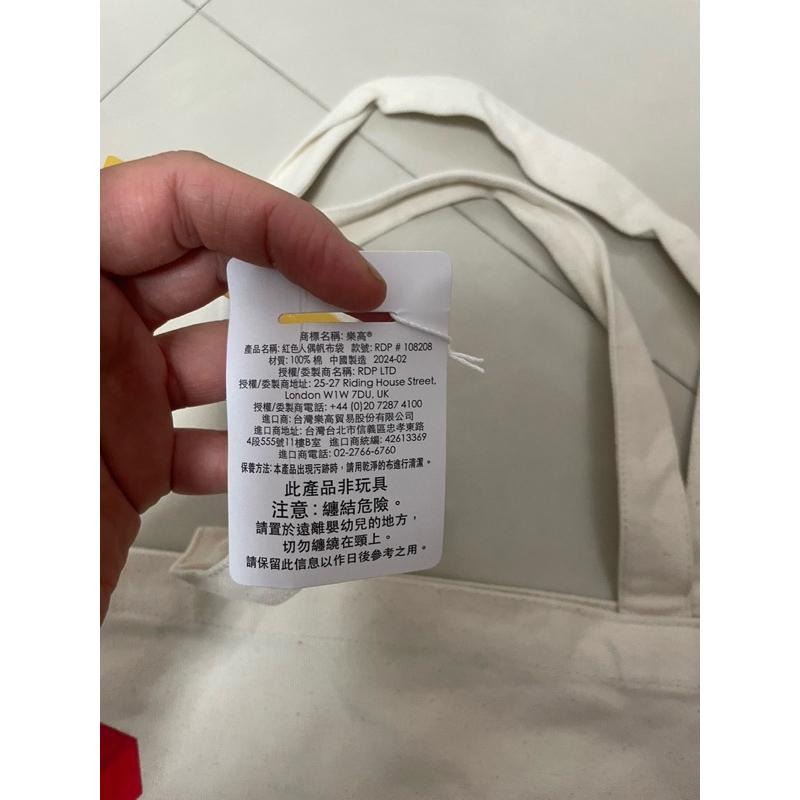 商標名稱: 樂高®
產品名稱: 紅色人偶帆布袋 款號: RDP # 108208
材質: 100% 棉 中國製造 2024-02
授權/委製商名稱: RDP LTD
授權/委製商地址: 25-27 Riding House Street,
London W1W 7DU, UK
授權/委製商電話: +44 (0)20 7287 4100
進口商: 台灣樂高貿易股份有限公司
進口商地址: 台灣台北市信義區忠孝東路
4段555號11樓B室 進口商統編: 42613369
進口商電話: 02-2766-6760
保養方法: 本產品出現污跡時，請用乾淨的布進行清潔。
此產品非玩具
注意: 纏結危險。
請置於遠離嬰幼兒的地方，
切勿纏繞在頸上。
請保留此信息以作日後參考之用。